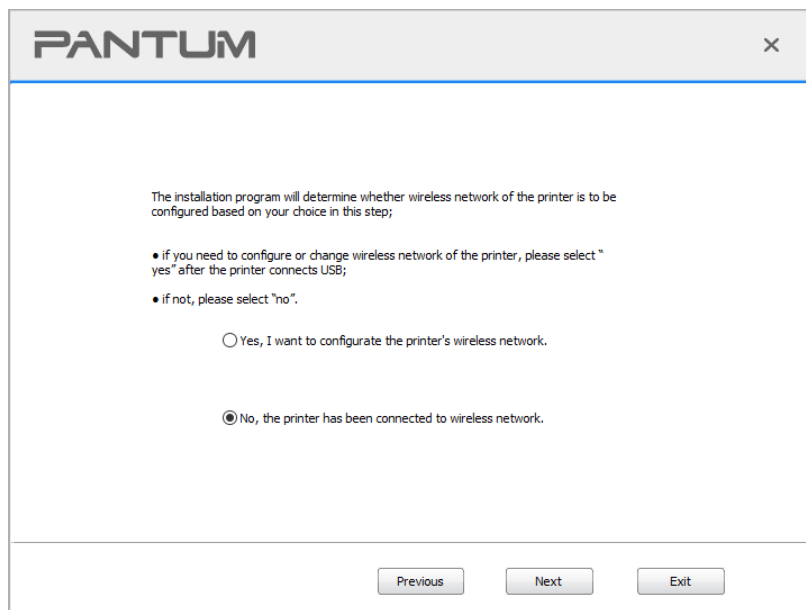 PANTUM
The installation program will determine whether wireless network of the printer is to be
configured based on your choice in this step;
● if you need to configure or change wireless network of the printer, please select “
yes” after the printer connects USB;
● if not, please select “no”.
Yes, I want to configurate the printer's wireless network.
No, the printer has been connected to wireless network.
Previous
Next
Exit